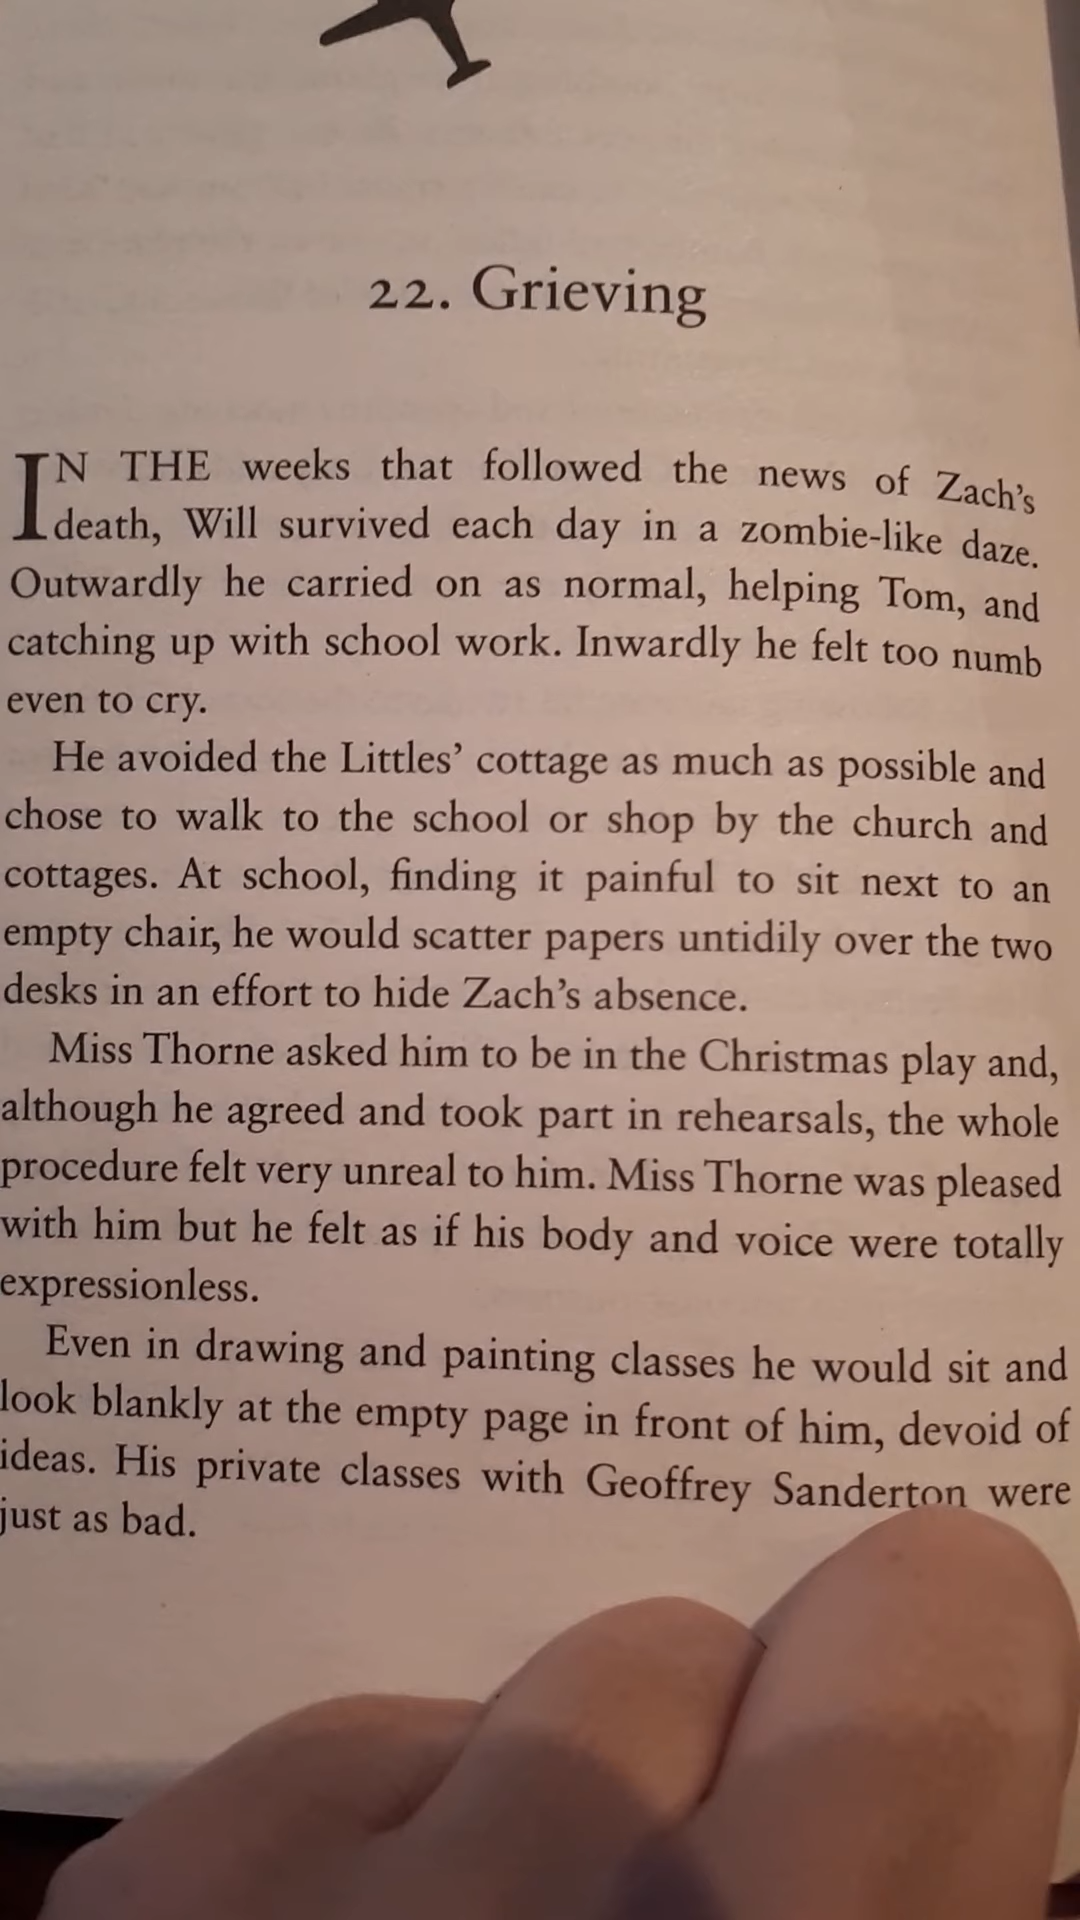 22. Grieving
IN THE weeks that followed the news of Zach's
death, Will survived each day in a zombie-like daze.
Outwardly he carried on as normal, helping Tom, and
catching up with school work. Inwardly he felt too numb
even to cry.
He avoided the Littles' cottage as much as possible and
chose to walk to the school or shop by the church and
cottages. At school, finding it painful to sit next to an
empty chair, he would scatter papers untidily over the two
desks in an effort to hide Zach's absence.
Miss Thorne asked him to be in the Christmas play and,
although he agreed and took part in rehearsals, the whole
procedure felt very unreal to him. Miss Thorne was pleased
with him but he felt as if his body and voice were totally
expressionless.
Even in drawing and painting classes he would sit and
look blankly at the empty page in front of him, devoid of
ideas. His private classes with Geoffrey Sanderton were
just as bad.